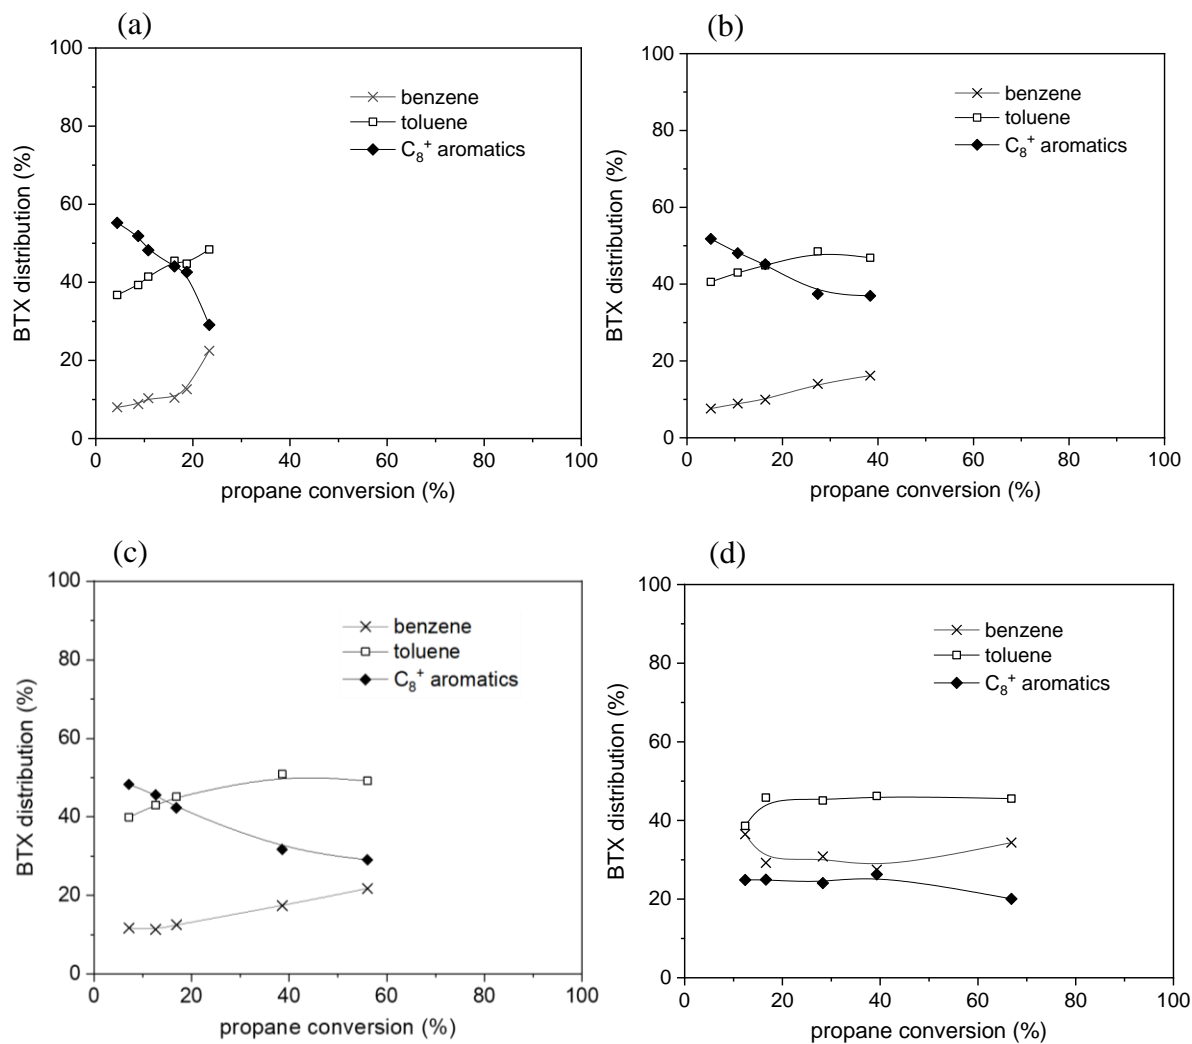 (a)
100
80
60
40
20
0
0 20 40 60 80 100
BTX distribution (%)
propane conversion (%)
benzene
toluene
C₈⁺ aromatics
(b)
100
80
60
40
20
0
0 20 40 60 80 100
BTX distribution (%)
propane conversion (%)
benzene
toluene
C₈⁺ aromatics
(c)
100
80
60
40
20
0
0 20 40 60 80 100
BTX distribution (%)
propane conversion (%)
benzene
toluene
C₈⁺ aromatics
(d)
100
80
60
40
20
0
0 20 40 60 80 100
BTX distribution (%)
propane conversion (%)
benzene
toluene
C₈⁺ aromatics